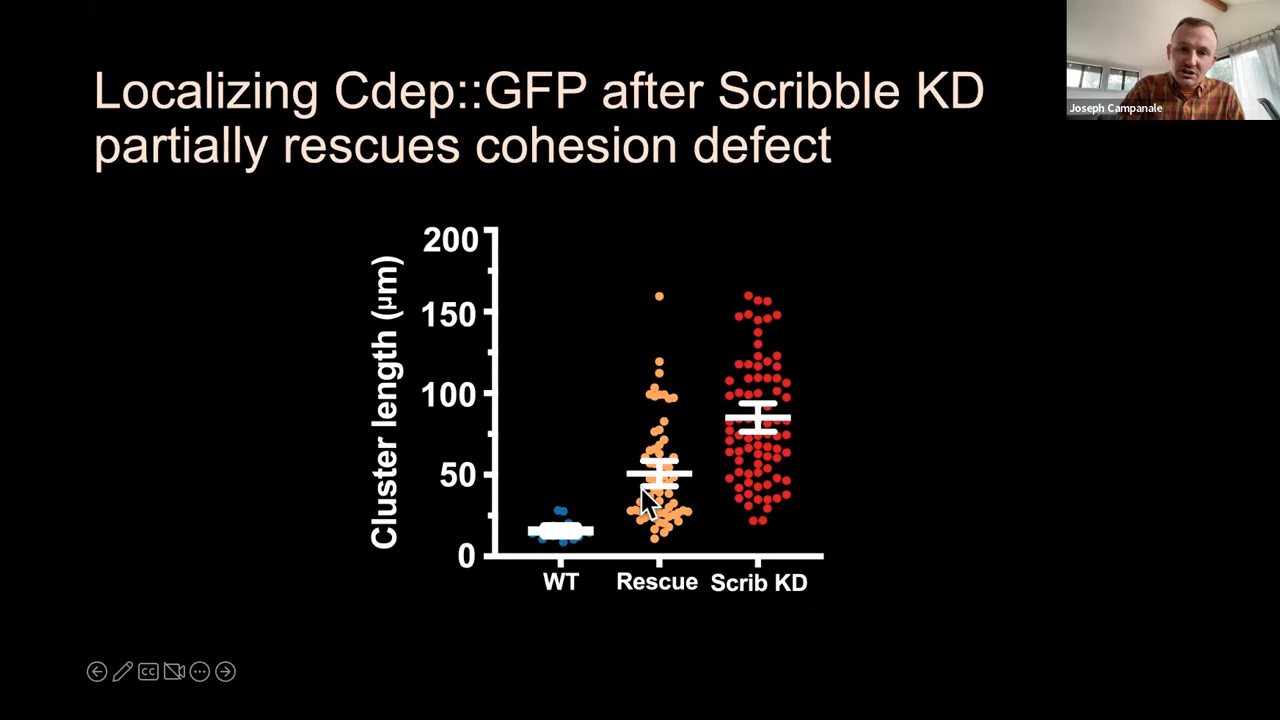 Localizing Cdep::GFP after Scribble KD
partially rescues cohesion defect
Joseph Campanale
Cluster length (μm)
200
150
100
50
0
WT
Rescue
Scrib KD
CC